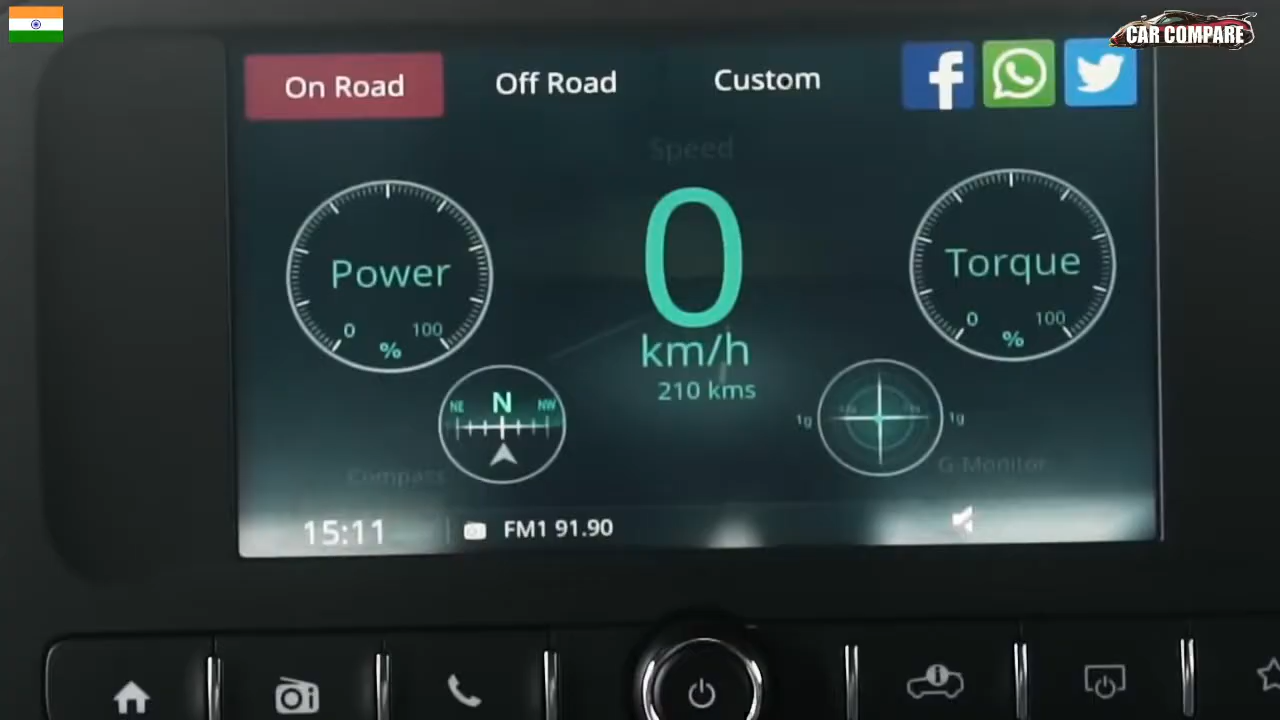 CAR COMPARE
On Road
Off Road
Custom
Speed
0
km/h
210 kms
Power
0
100
%
Torque
0
100
%
NE
N
NW
Compass
1g
1g
G-Monitor
15:11
FM1 91.90